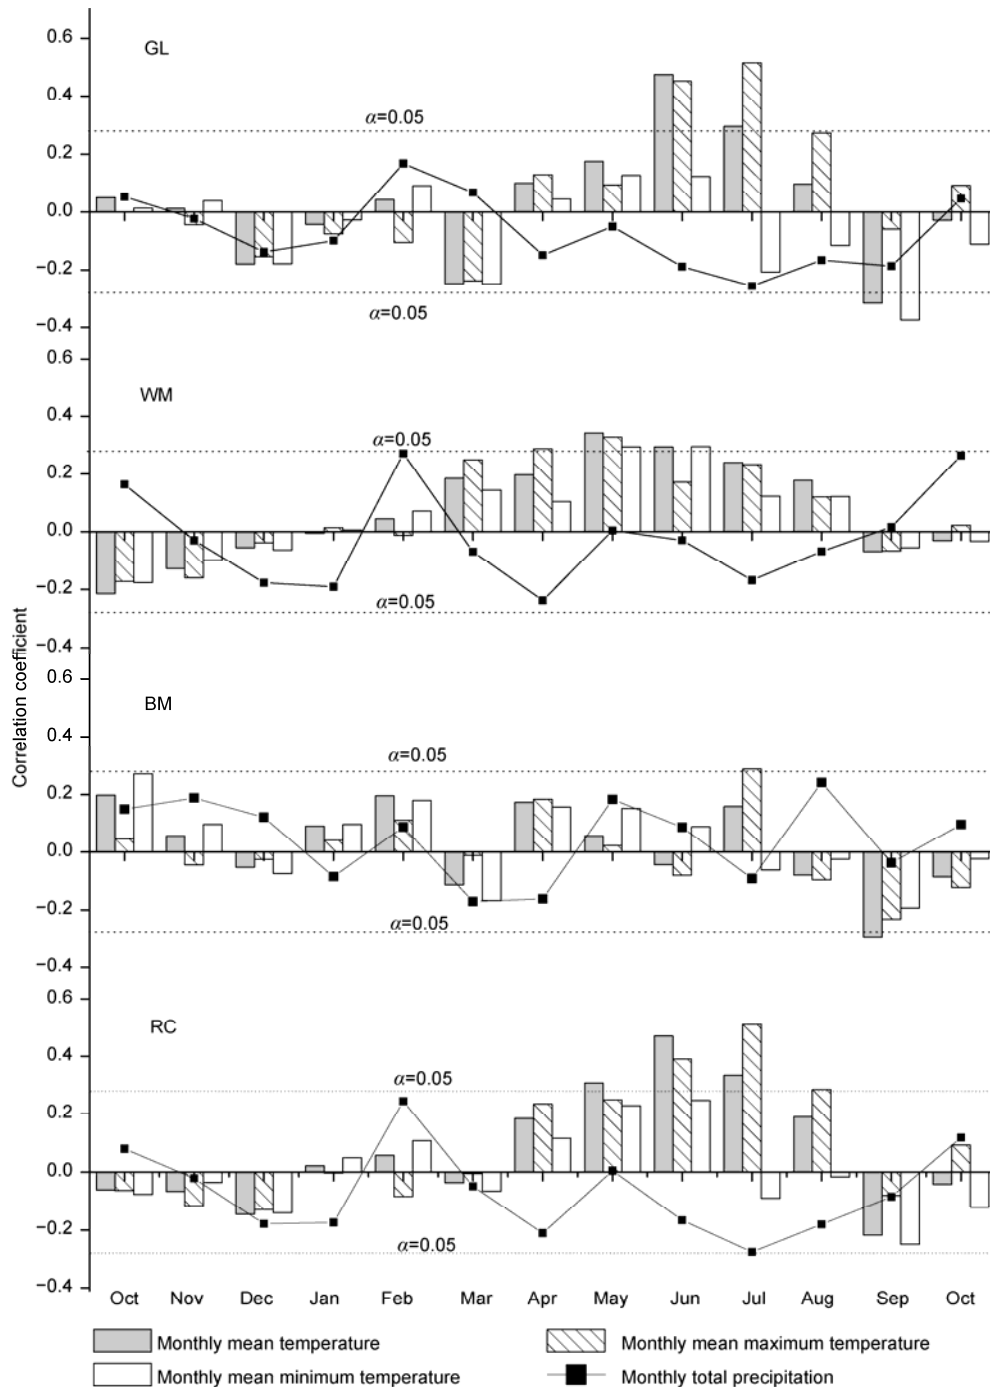 Correlation coefficient
0.6
GL
0.4
α=0.05
0.2
0.0
−0.2
α=0.05
−0.4
0.6
WM
0.4
α=0.05
0.2
0.0
−0.2
α=0.05
−0.4
0.6
BM
0.4
α=0.05
0.2
0.0
−0.2
α=0.05
−0.4
0.6
RC
0.4
α=0.05
0.2
0.0
−0.2
α=0.05
−0.4
Oct Nov Dec Jan Feb Mar Apr May Jun Jul Aug Sep Oct
Monthly mean temperature Monthly mean maximum temperature
Monthly mean minimum temperature Monthly total precipitation